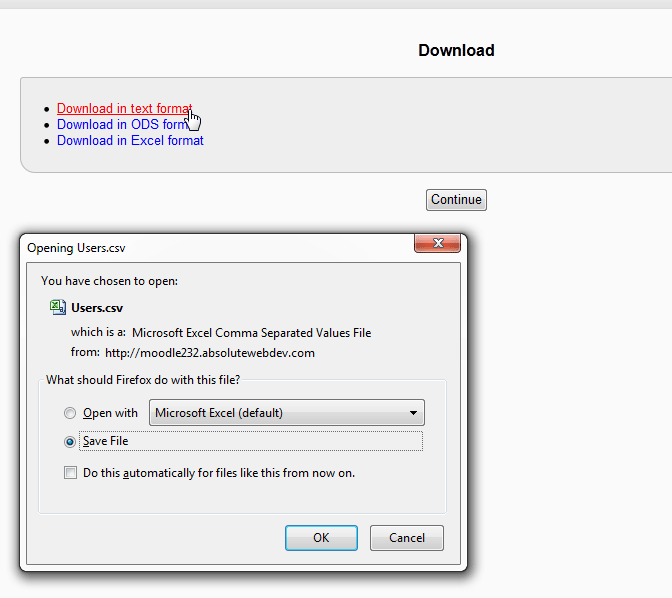 Download
Download in text format
Download in ODS form
Download in Excel format
Continue
Opening Users.csv
You have chosen to open:
Users.csv
which is a: Microsoft Excel Comma Separated Values File
from: http://moodle232.absolutewebdev.com
What should Firefox do with this file?
Open with Microsoft Excel (default)
Save File
Do this automatically for files like this from now on.
OK Cancel